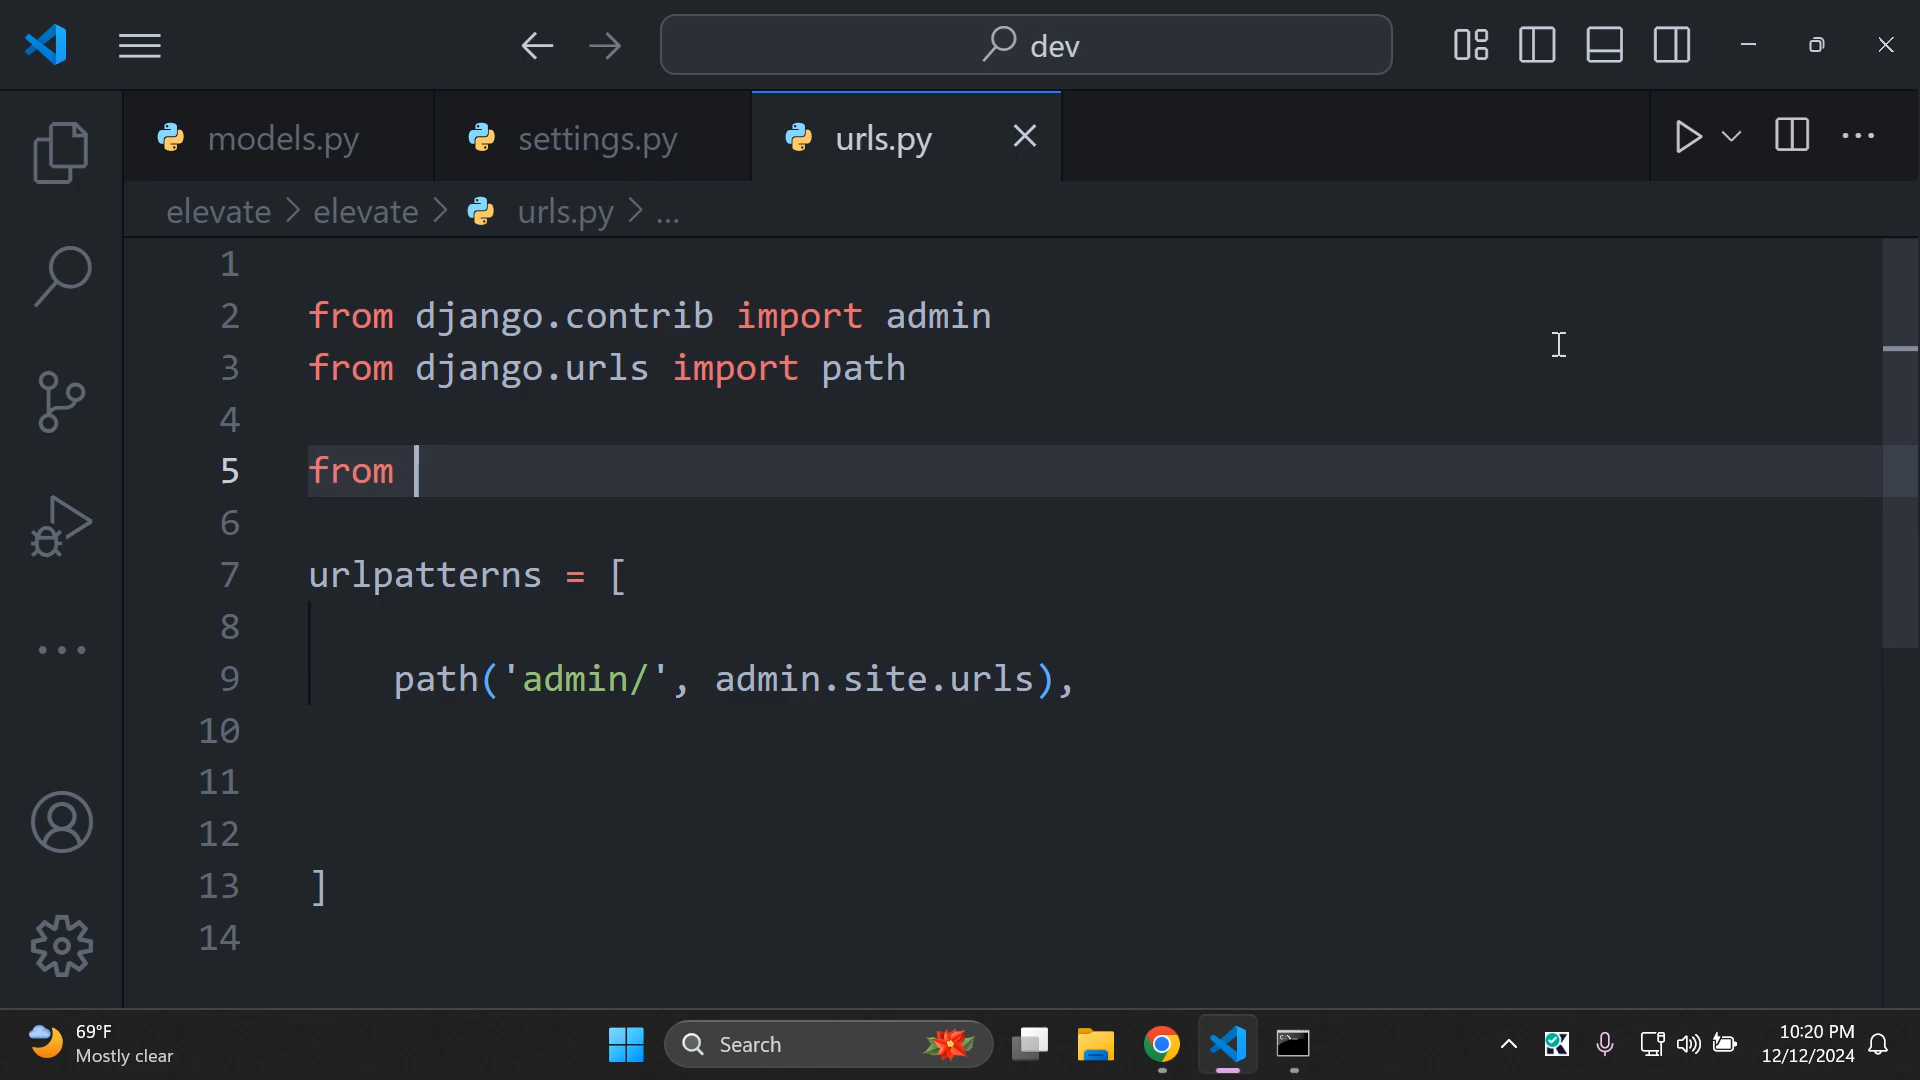 dev
models.py
settings.py
urls.py
elevate > elevate > urls.py > ...
1
2 from django.contrib import admin
3 from django.urls import path
4
5 from
6
7 urlpatterns = [
8
9 path('admin/', admin.site.urls),
10
11
12
13 ]
14
69°F
Mostly clear
Search
10:20 PM
12/12/2024